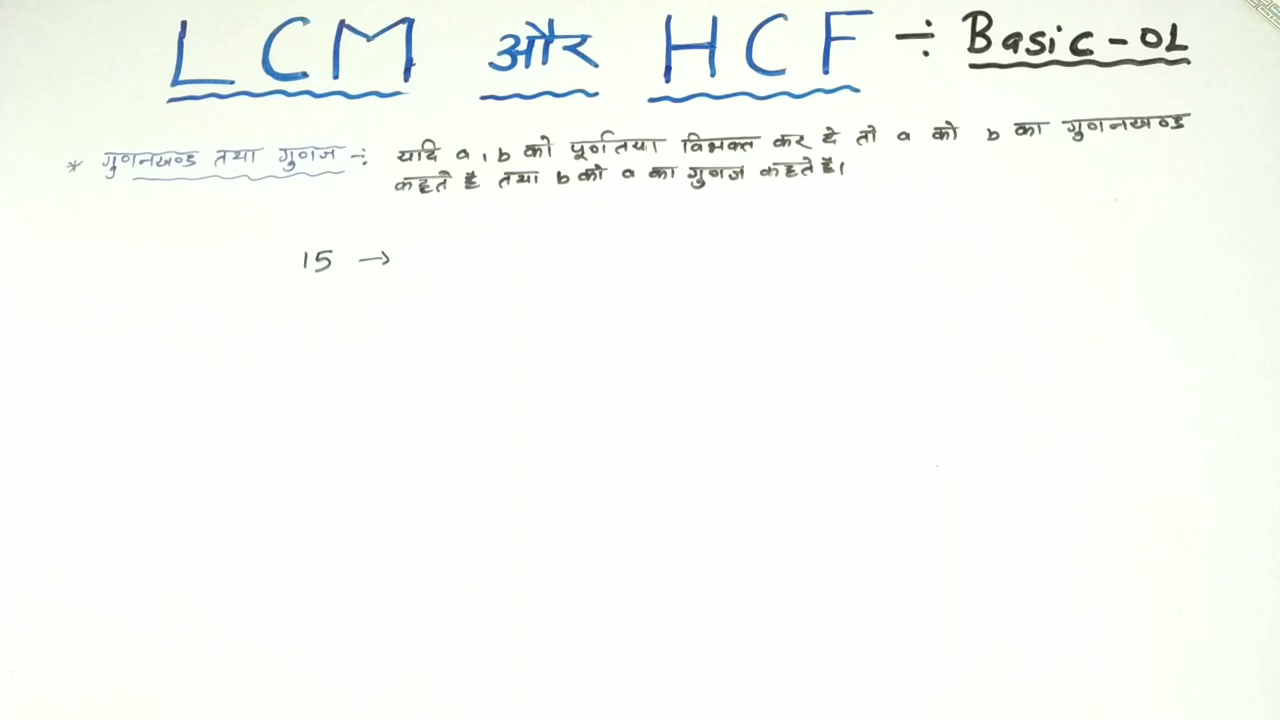 LCM और HCF ÷ Basic-01
* गुणनखण्ड तथा गुणज ÷ यदि a, b को पूर्णतया विभक्त कर दे तो a को b का गुणनखण्ड
कहते है तथा b को a का गुणज कहते है।
15 →